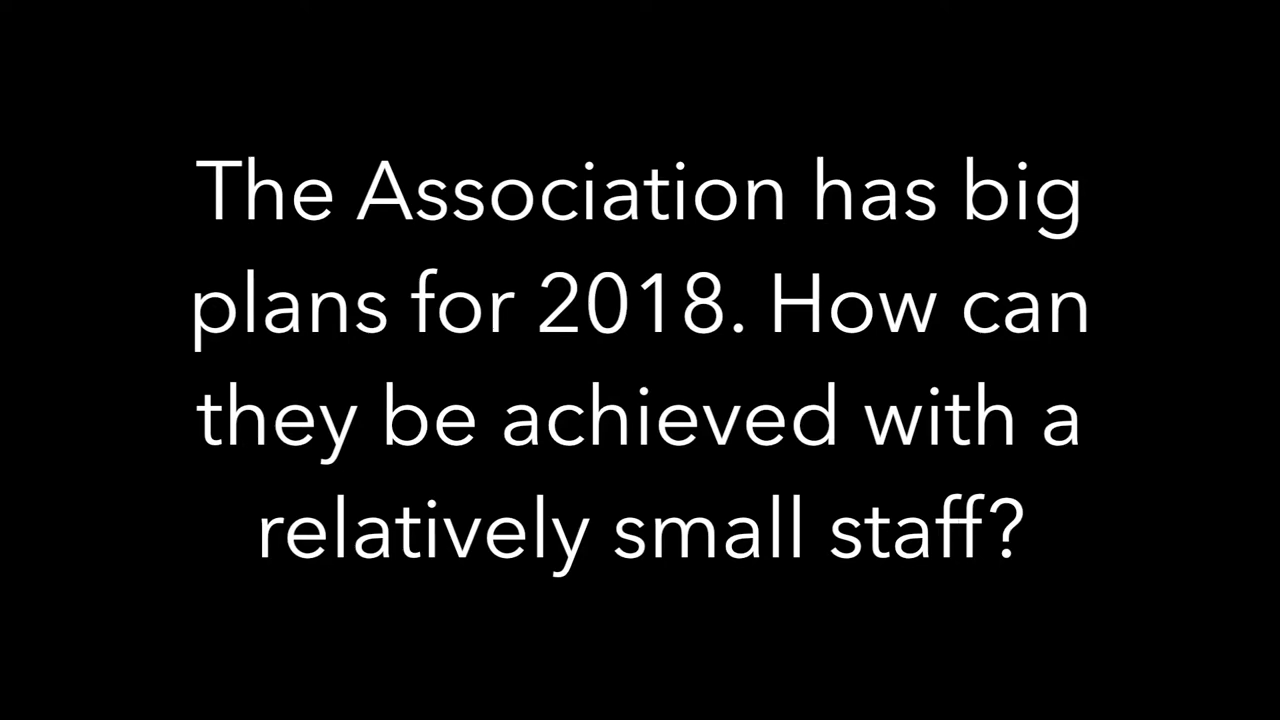 The Association has big
plans for 2018. How can
they be achieved with a
relatively small staff?